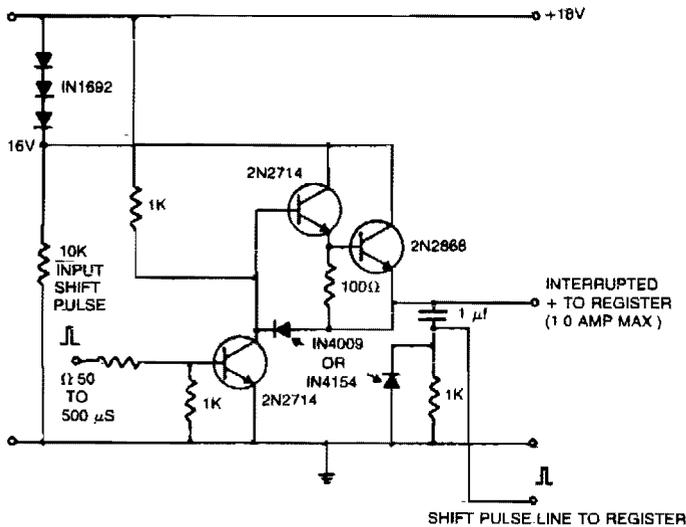 +18V
IN1692
16V
2N2714
1K
2N2868
10K
INPUT
SHIFT
PULSE
100Ω
INTERRUPTED
+ TO REGISTER
(1 0 AMP MAX )
1 µf
IN4009
OR
IN4154
Ω 50
TO
500 µS
1K
2N2714
1K
SHIFT PULSE LINE TO REGISTER